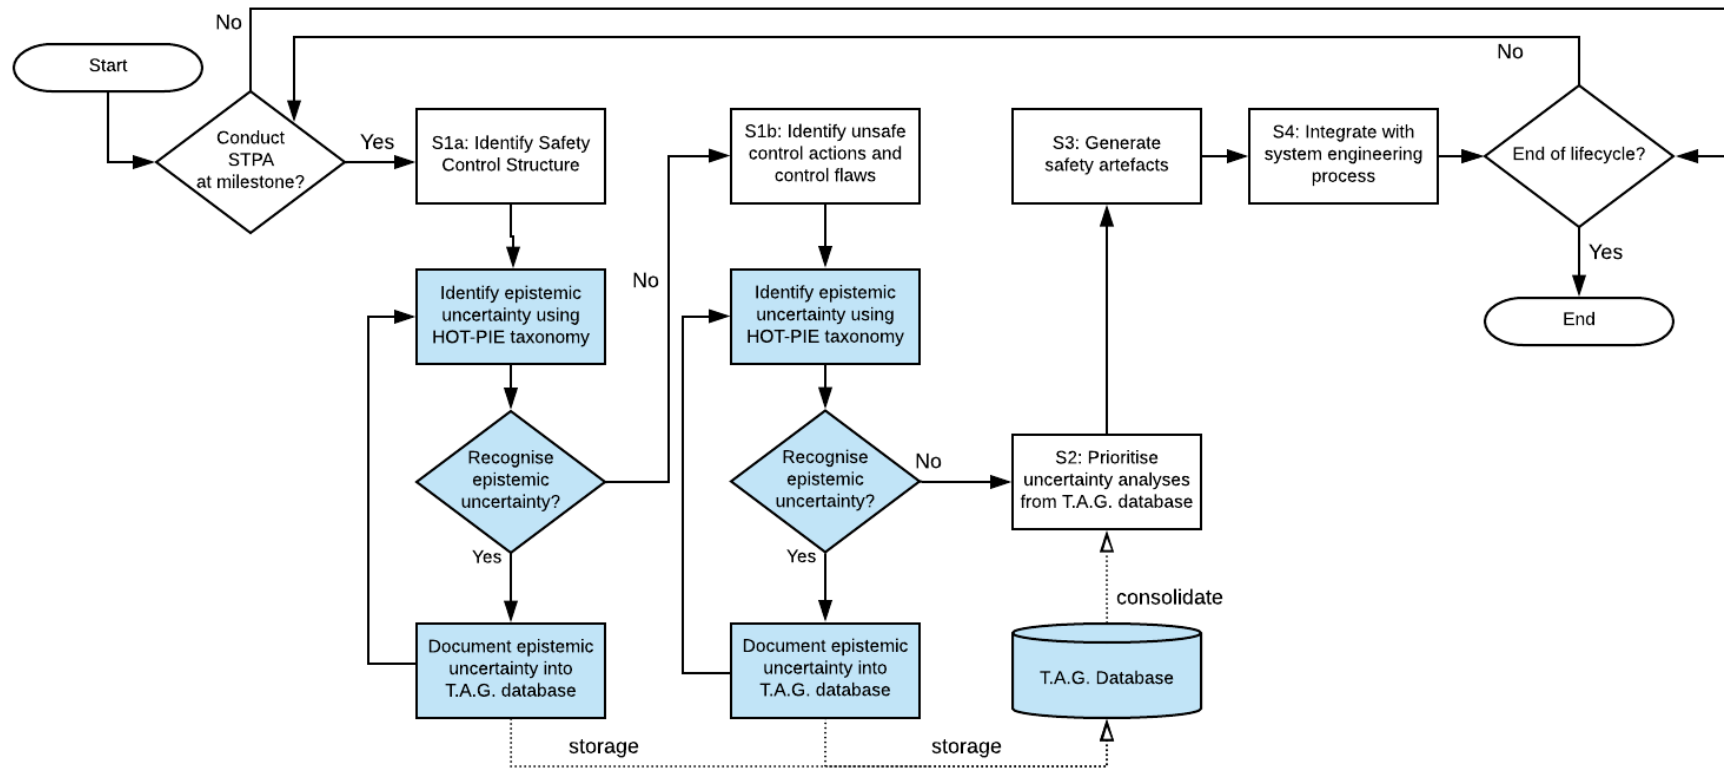 No
Start
No
Conduct
STPA
at milestone?
Yes
S1a: Identify Safety
Control Structure
S1b: Identify unsafe
control actions and
control flaws
S3: Generate
safety artefacts
S4: Integrate with
system engineering
process
End of lifecycle?
Yes
End
No
Identify epistemic
uncertainty using
HOT-PIE taxonomy
Identify epistemic
uncertainty using
HOT-PIE taxonomy
Recognise
epistemic
uncertainty?
Recognise
epistemic
uncertainty?
No
S2: Prioritise
uncertainty analyses
from T.A.G. database
Yes
Yes
consolidate
Document epistemic
uncertainty into
T.A.G. database
Document epistemic
uncertainty into
T.A.G. database
T.A.G. Database
storage
storage